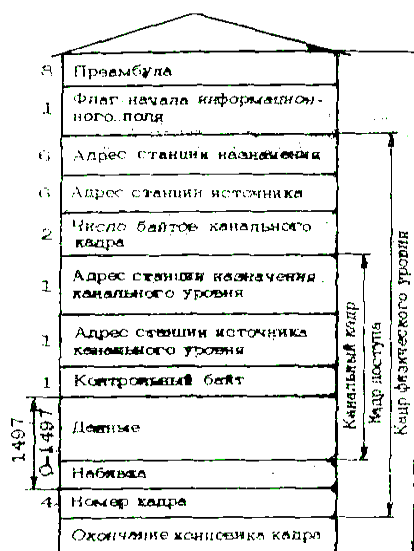 8 Преамбула
1 Флаг начала информацион-
ного поля
6 Адрес станции назначения
6 Адрес станции источника
2 Число байтов канального
кадра
1 Адрес станции назначения
канального уровня
1 Адрес станции источника
канального уровня
1 Контрольный байт
Данные
Набивка
4 Номер кадра
Окончание концовика кадра
1497
0-1497
Канальный кадр
Кадр доступа
Кадр физического уровня